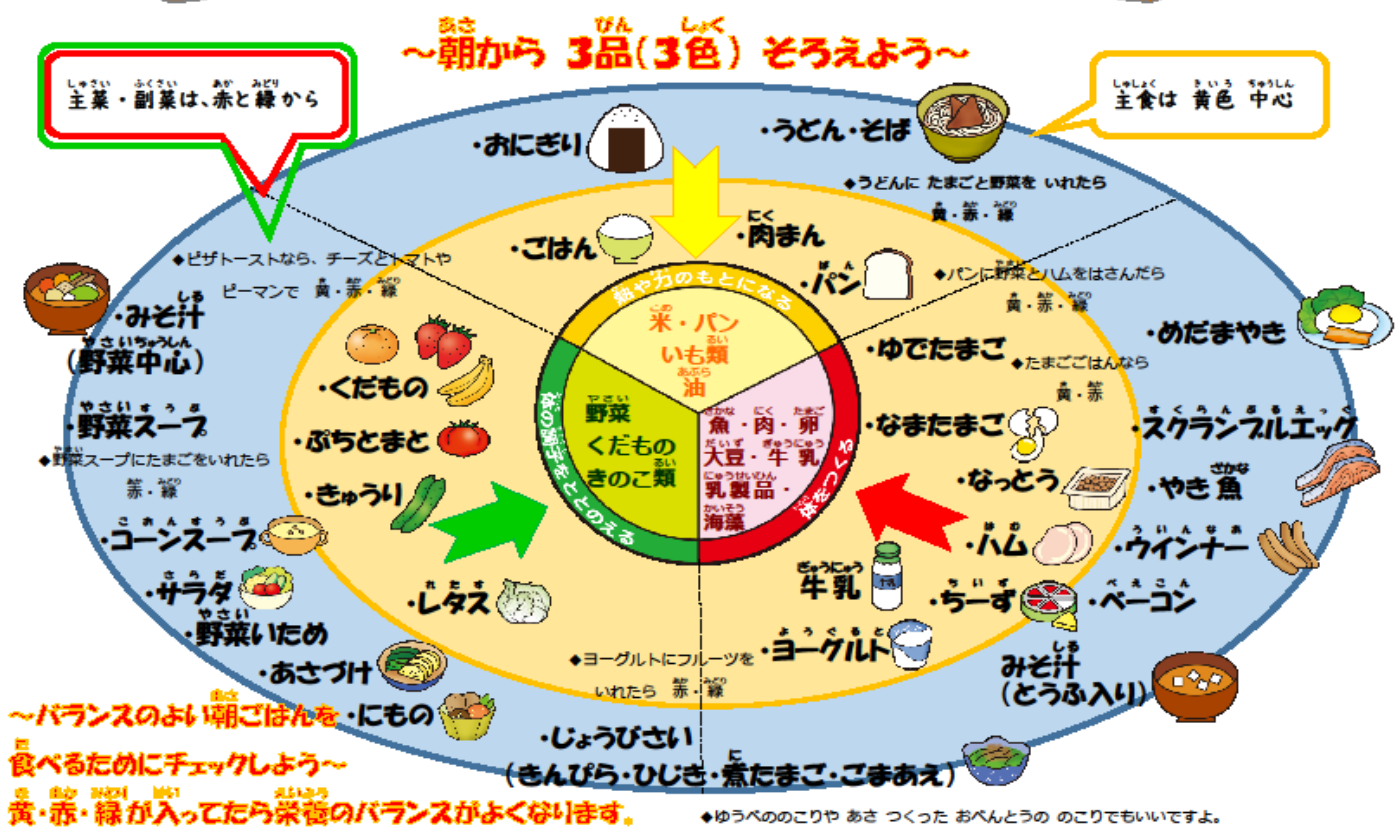 ～朝から 3品(3色) そろえよう～
主菜・副菜は、赤と緑から
主食は 黄色 中心
・おにぎり
・うどん・そば
◆うどんに たまごと野菜を いれたら
黄・赤・緑
・ごはん
・肉まん
・パン
◆ピザトーストなら、チーズとトマトや
ピーマンで 黄・赤・緑
◆パンに野菜とハムをはさんだら
黄・赤・緑
熱や力のもとになる
米・パン
いも類
油
・みそ汁
(野菜中心)
・くだもの
・野菜スープ
・ぷちとまと
◆野菜スープにたまごをいれたら
赤・緑
・きゅうり
・コーンスープ
・サラダ
・レタス
・野菜いため
・あさづけ
・にもの
体の調子をととのえる
野菜
くだもの
きのこ類
魚・肉・卵
大豆・牛乳
乳製品・
海藻
体をつくる
・ゆでたまご
・めだまやき
◆たまごごはんなら
黄・赤
・なまたまご
・スクランブルエッグ
・なっとう
・やき魚
・ハム
・ウインナー
牛乳
・ちーず
・ベーコン
・ヨーグルト
◆ヨーグルトにフルーツを
いれたら 赤・緑
みそ汁
(とうふ入り)
・じょうびさい
(きんぴら・ひじき・煮たまご・ごまあえ)
～バランスのよい朝ごはんを
食べるためにチェックしよう～
黄・赤・緑が入ってたら栄養のバランスがよくなります。
◆ゆうべののこりや あさ つくった おべんとうの のこりでもいいですよ。